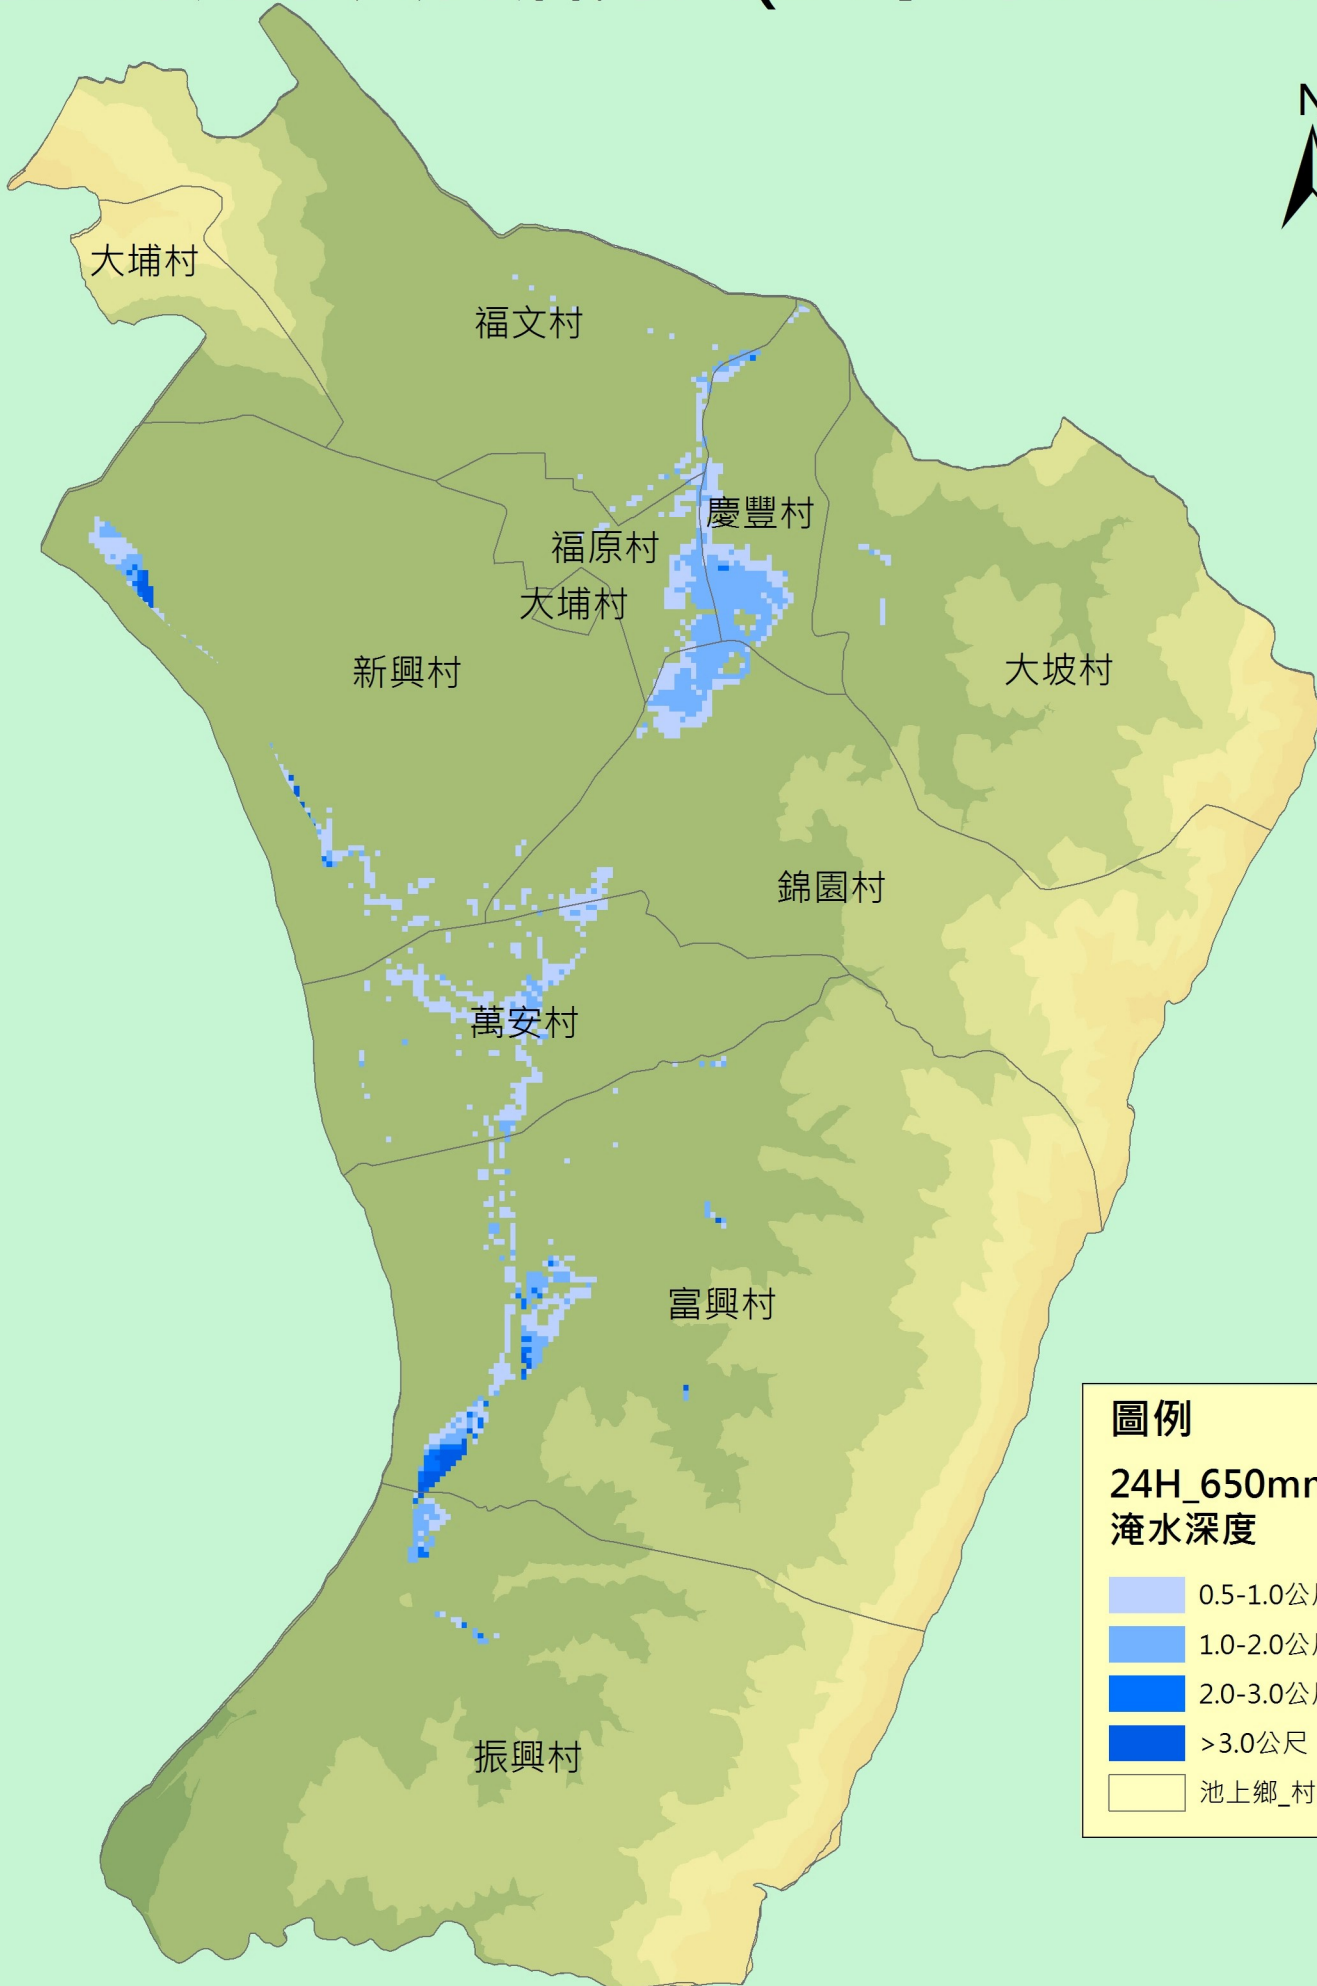 大埔村
福文村
慶豐村
福原村
大埔村
新興村
大坡村
錦園村
萬安村
富興村
振興村
圖例
24H_650m
淹水深度
0.5-1.0公
1.0-2.0公
2.0-3.0公
>3.0公尺
池上鄉_村